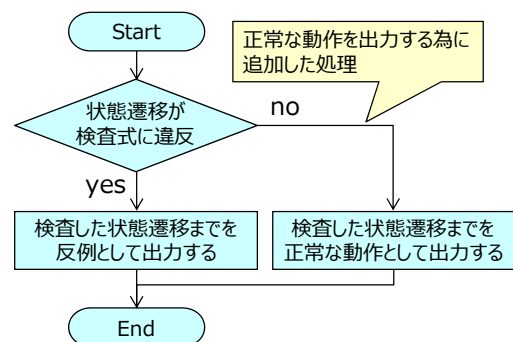 Start
正常な動作を出力する為に
追加した処理
状態遷移が
検査式に違反
no
yes
検査した状態遷移までを
反例として出力する
検査した状態遷移までを
正常な動作として出力する
End